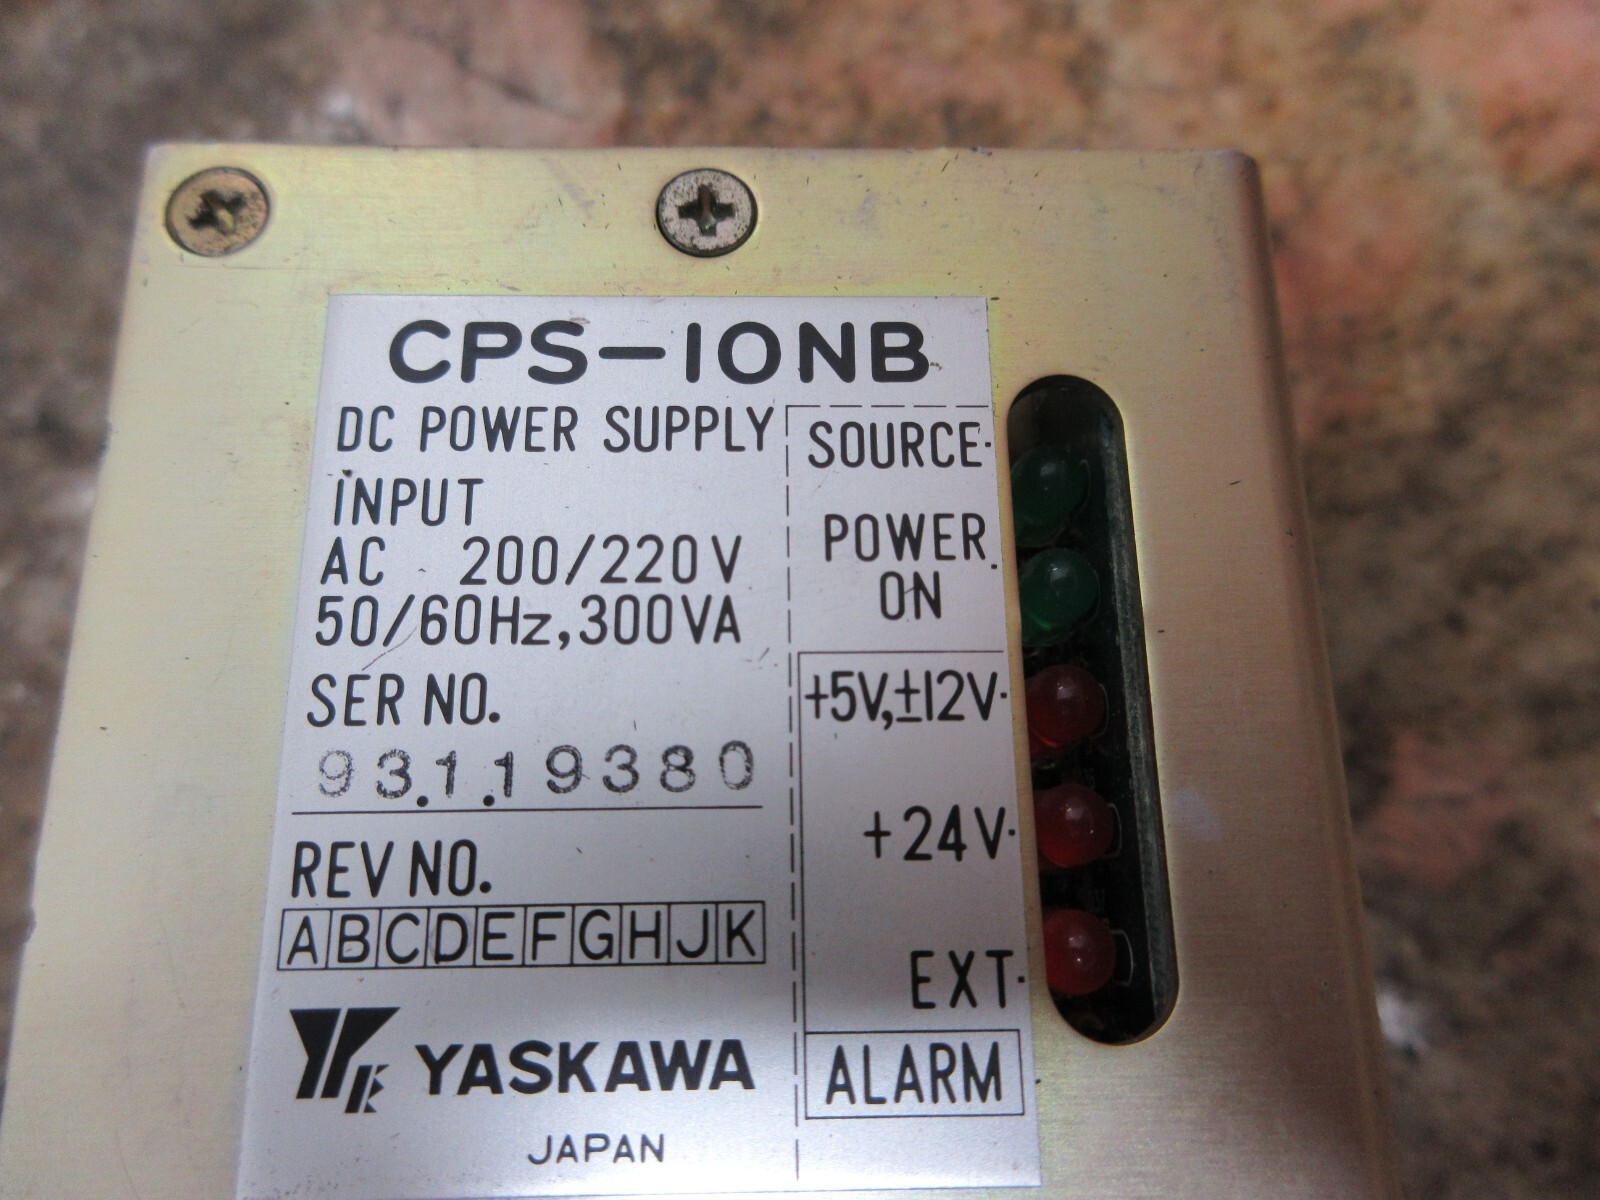 CPS-10NB
DC POWER SUPPLY
INPUT
AC 200/220V
50/60Hz,300VA
SER NO.
93.1.19380
REV NO.
ABCDEFGHJK
YASKAWA
JAPAN
SOURCE
POWER
ON
+5V,±12V
+24V
EXT
ALARM